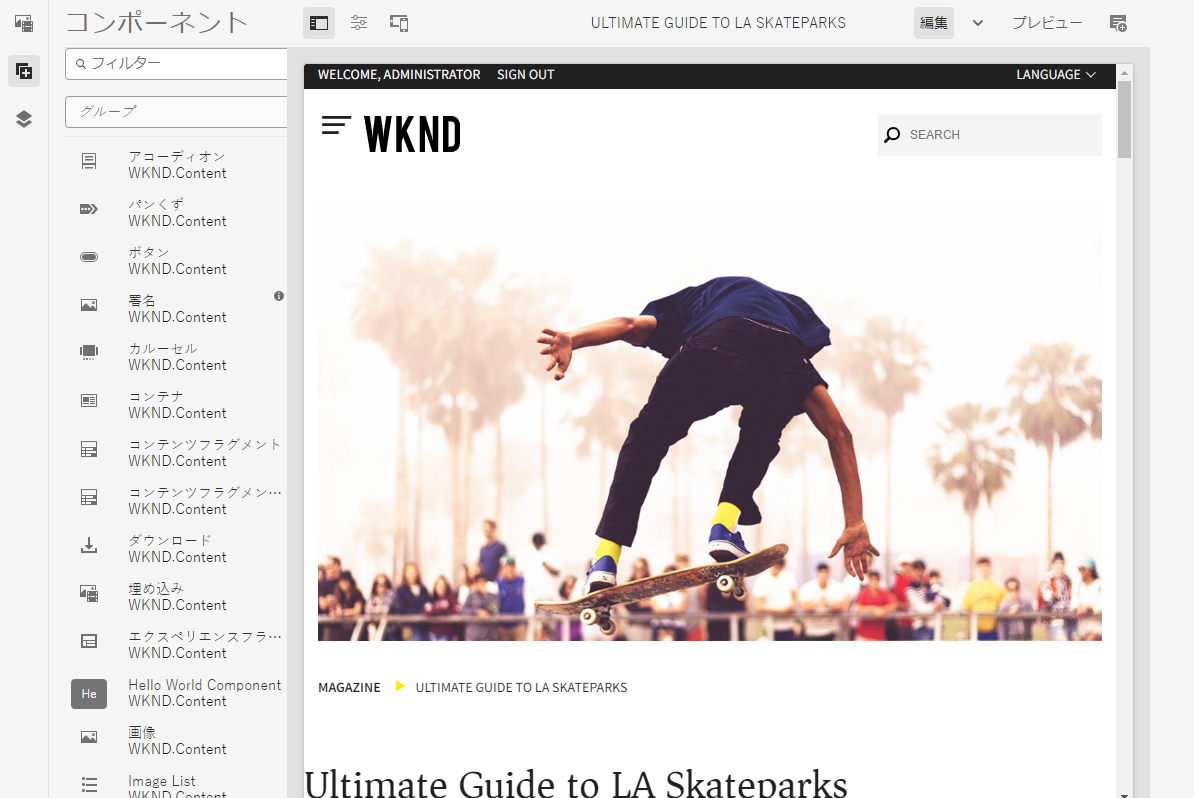 コンポーネント
ULTIMATE GUIDE TO LA SKATEPARKS
編集
プレビュー
フィルター
グループ
アコーディオン
WKND.Content
パンくず
WKND.Content
ボタン
WKND.Content
署名
WKND.Content
カルーセル
WKND.Content
コンテナ
WKND.Content
コンテンツフラグメント
WKND.Content
コンテンツフラグメン…
WKND.Content
ダウンロード
WKND.Content
埋め込み
WKND.Content
エクスペリエンスフラ…
WKND.Content
He
Hello World Component
WKND.Content
画像
WKND.Content
Image List
WKND.Content
WELCOME, ADMINISTRATOR SIGN OUT LANGUAGE
WKND
SEARCH
MAGAZINE ULTIMATE GUIDE TO LA SKATEPARKS
Ultimate Guide to LA Skateparks